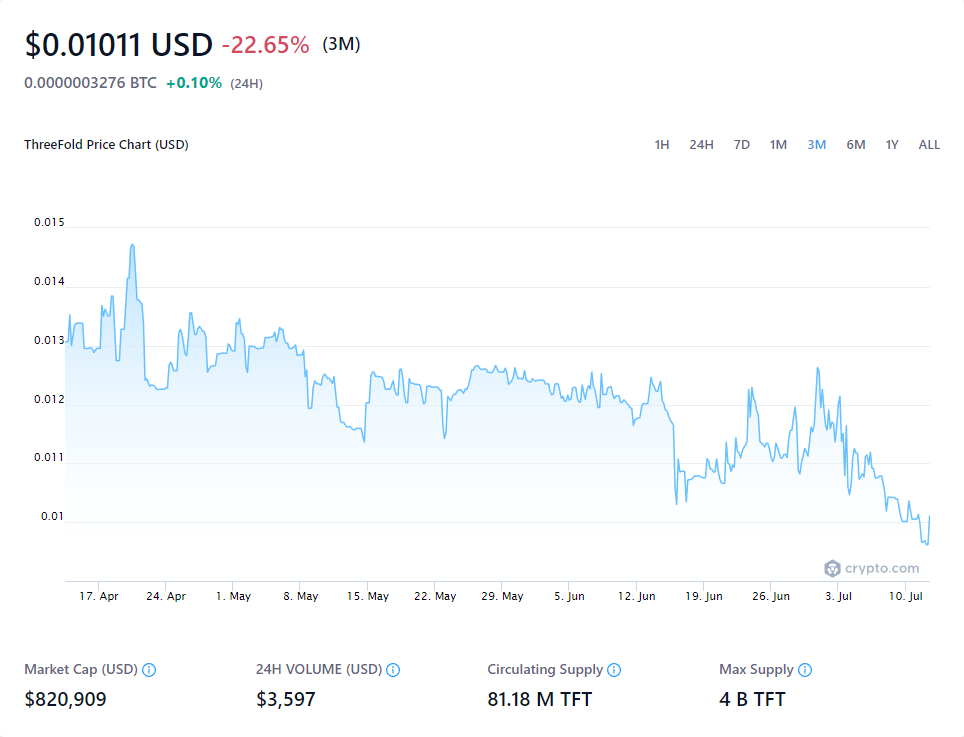 $0.01011 USD -22.65% (3M)
0.0000003276 BTC +0.10% (24H)
ThreeFold Price Chart (USD) 1H 24H 7D 1M 3M 6M 1Y ALL
0.015
0.014
0.013
0.012
0.011
0.01
crypto.com
17. Apr 24. Apr 1. May 8. May 15. May 22. May 29. May 5. Jun 12. Jun 19. Jun 26. Jun 3. Jul 10. Jul
Market Cap (USD) 24H VOLUME (USD) Circulating Supply Max Supply
$820,909 $3,597 81.18 M TFT 4 B TFT